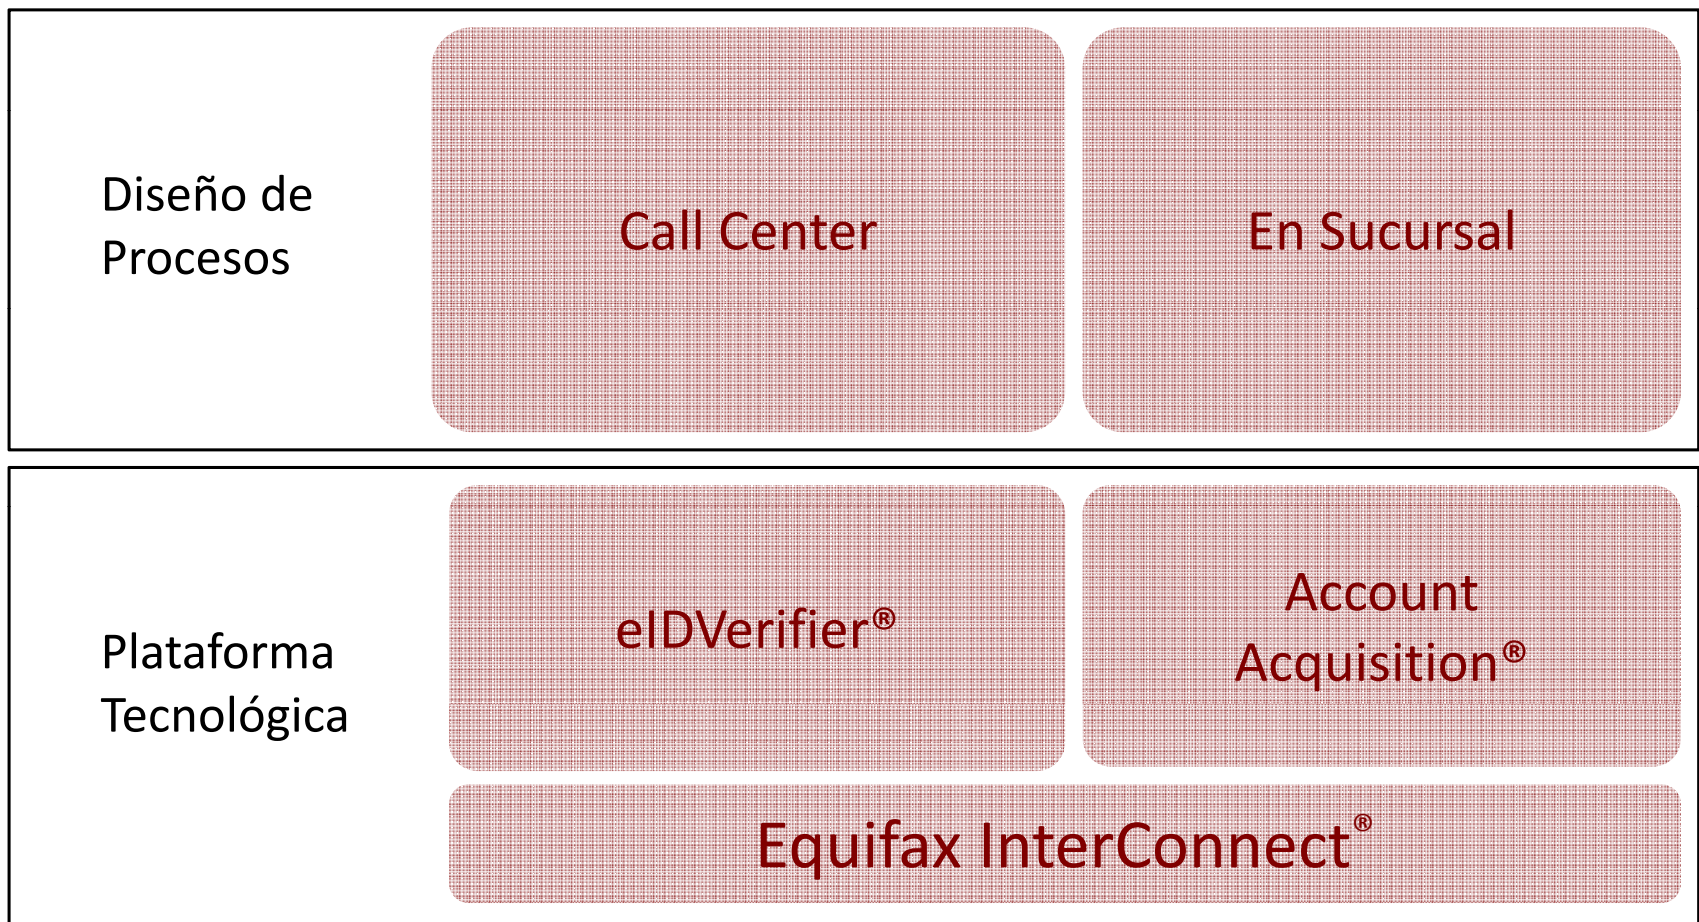 Diseño de
Procesos
Call Center
En Sucursal
Plataforma
Tecnológica
eIDVerifier®
Account
Acquisition®
Equifax InterConnect®